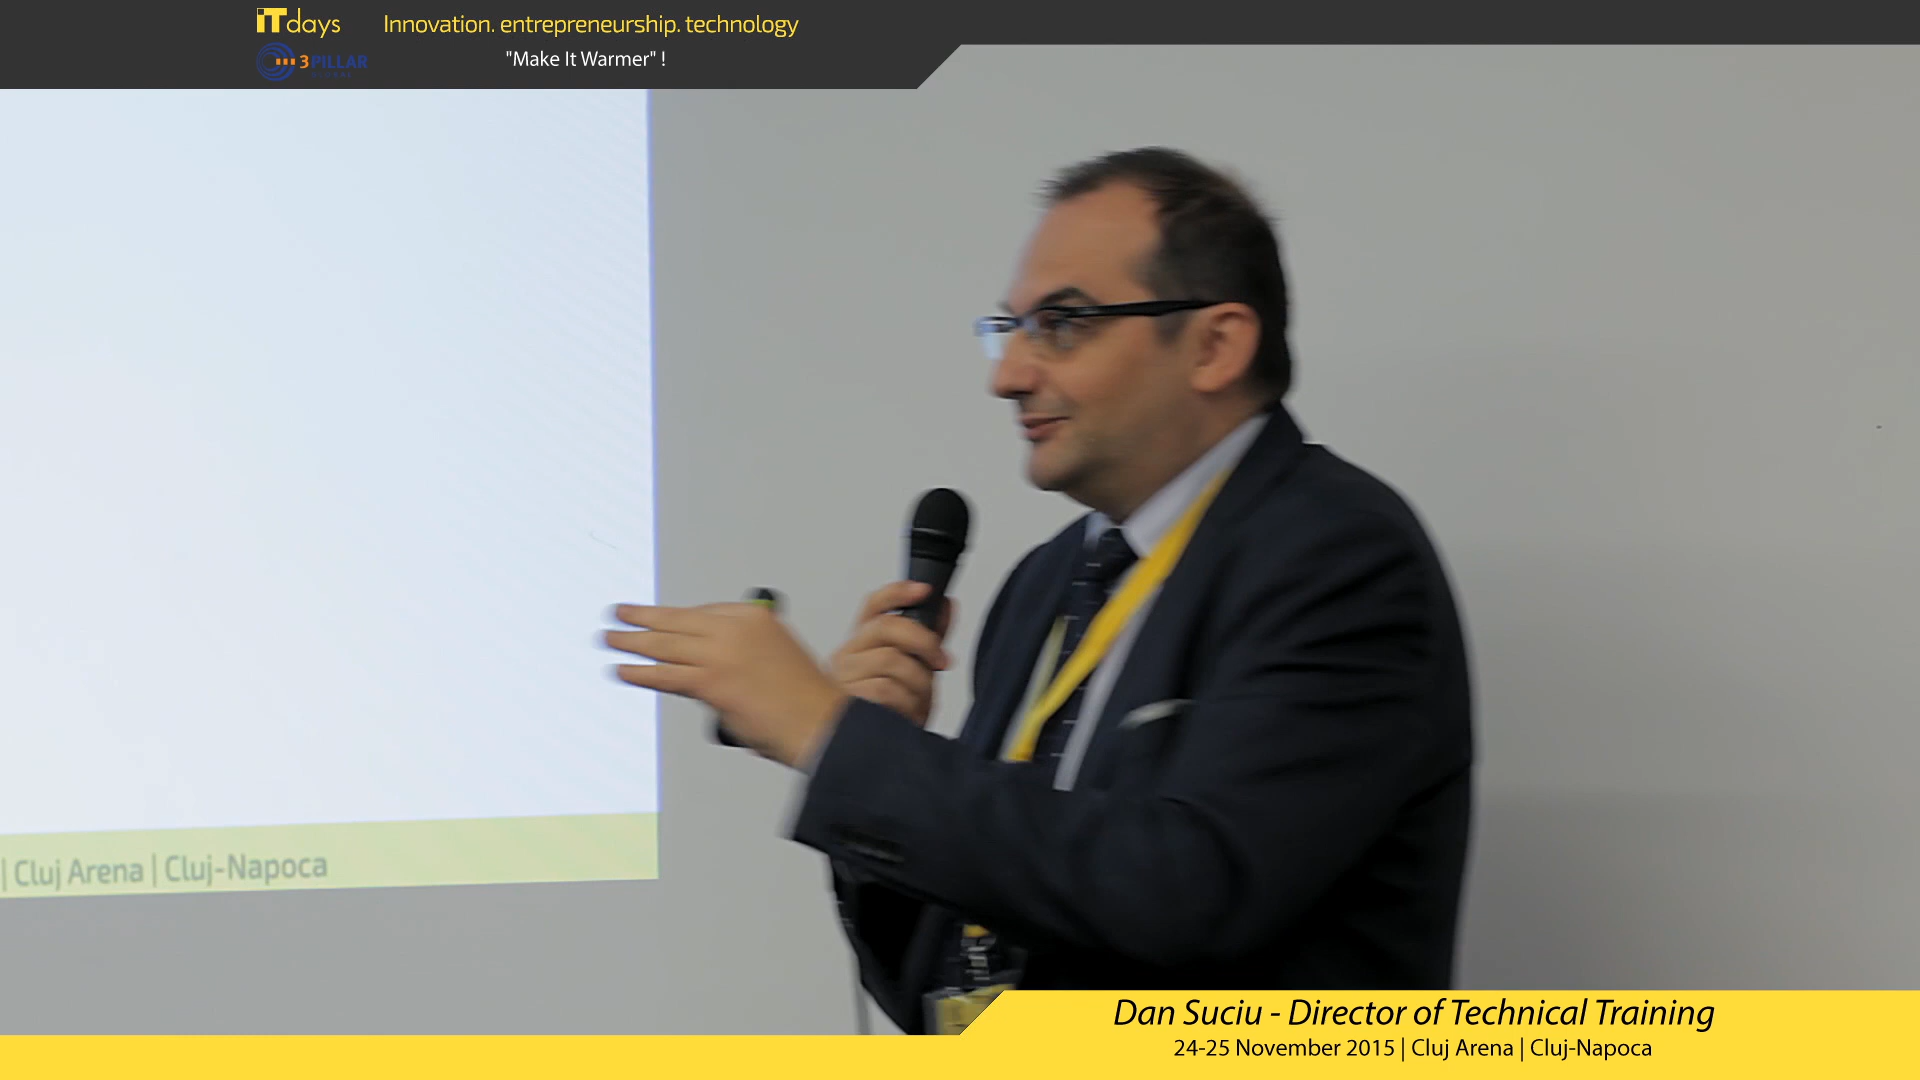 iTdays
Innovation. entrepreneurship. technology
3PILLAR
GLOBAL
"Make It Warmer" !
| Cluj Arena | Cluj-Napoca
Dan Suciu - Director of Technical Training
24-25 November 2015 | Cluj Arena | Cluj-Napoca